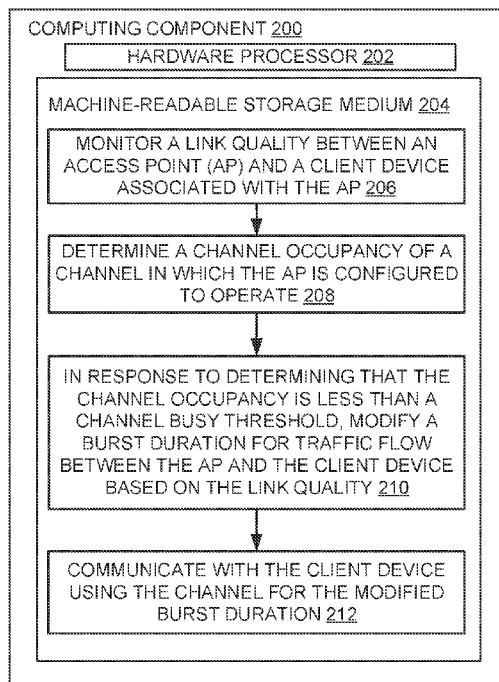 COMPUTING COMPONENT 200
HARDWARE PROCESSOR 202
MACHINE-READABLE STORAGE MEDIUM 204
MONITOR A LINK QUALITY BETWEEN AN
ACCESS POINT (AP) AND A CLIENT DEVICE
ASSOCIATED WITH THE AP 206
DETERMINE A CHANNEL OCCUPANCY OF A
CHANNEL IN WHICH THE AP IS CONFIGURED
TO OPERATE 208
IN RESPONSE TO DETERMINING THAT THE
CHANNEL OCCUPANCY IS LESS THAN A
CHANNEL BUSY THRESHOLD, MODIFY A
BURST DURATION FOR TRAFFIC FLOW
BETWEEN THE AP AND THE CLIENT DEVICE
BASED ON THE LINK QUALITY 210
COMMUNICATE WITH THE CLIENT DEVICE
USING THE CHANNEL FOR THE MODIFIED
BURST DURATION 212